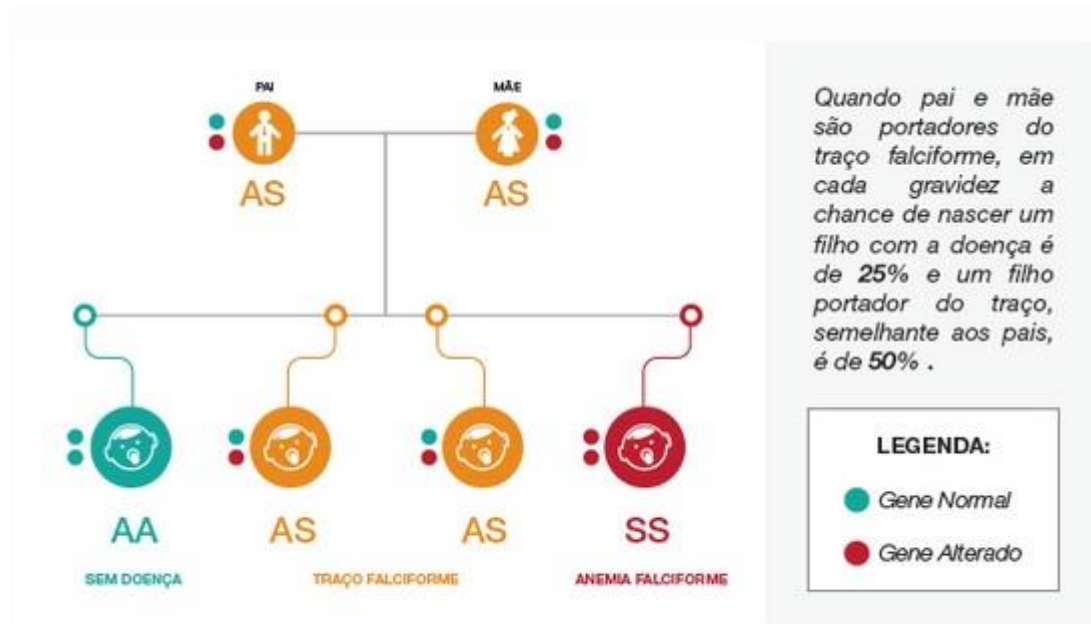 PAI
MÃE
AS
AS
AA
AS
AS
SS
SEM DOENÇA
TRAÇO FALCIFORME
ANEMIA FALCIFORME
Quando pai e mãe
são portadores do
traço falciforme, em
cada gravidez a
chance de nascer um
filho com a doença é
de 25% e um filho
portador do traço,
semelhante aos pais,
é de 50% .
LEGENDA:
Gene Normal
Gene Alterado